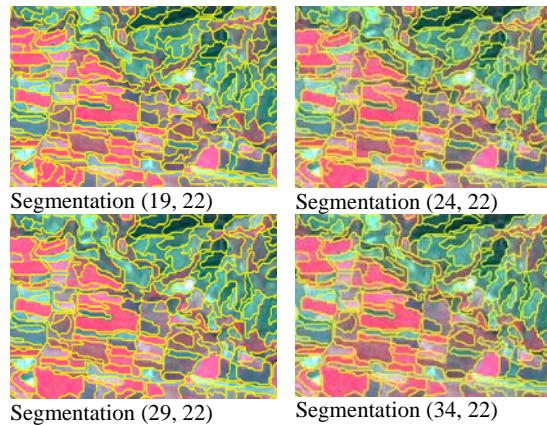 Segmentation (19, 22)
Segmentation (24, 22)
Segmentation (29, 22)
Segmentation (34, 22)